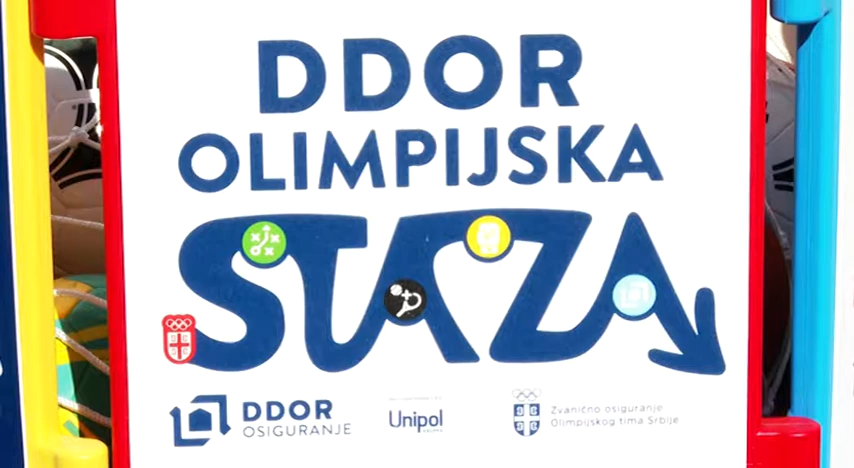 DDOR
OLIMPIJSKA
STAZA
DDOR
OSIGURANJE
Unipol
Zvanično osiguranje
Olimpijskog tima Srbije